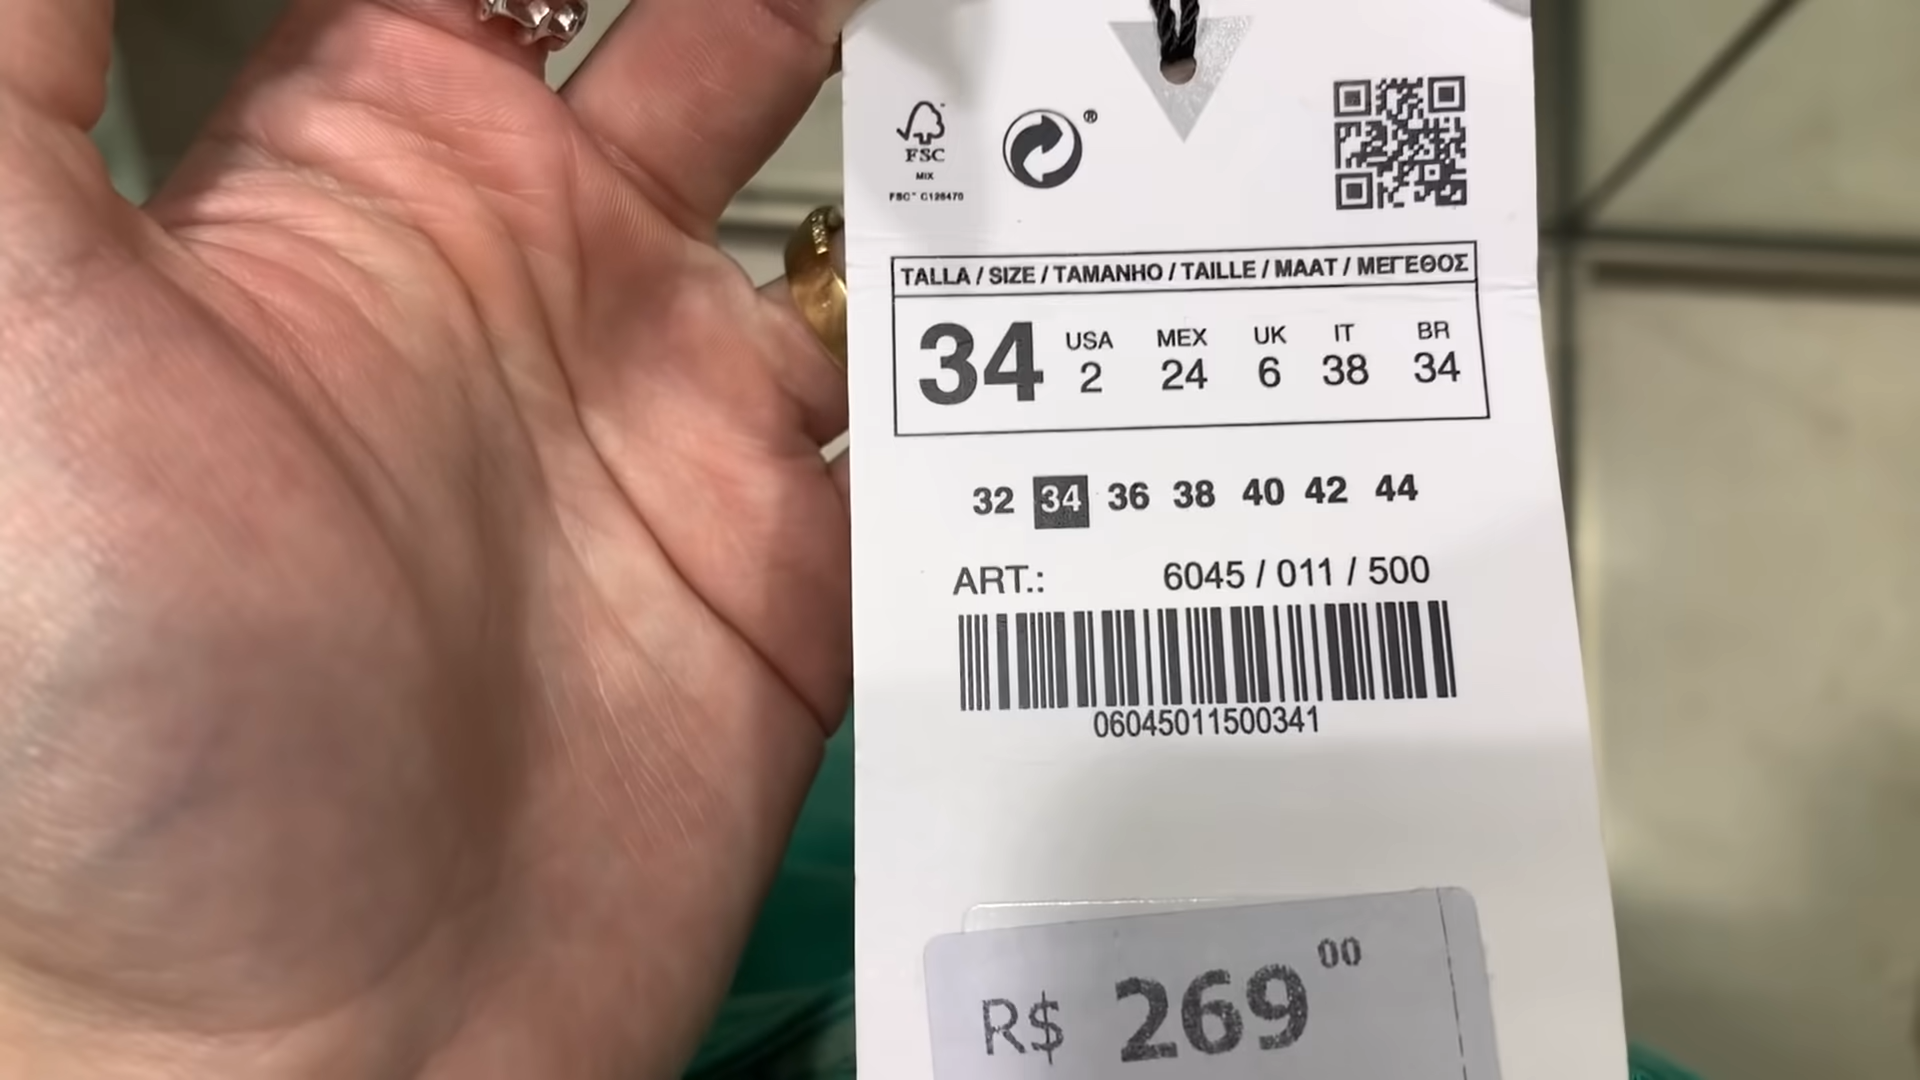 FSC
MIX
FSC™ C126470
®
TALLA / SIZE / TAMANHO / TAILLE / MAAT / ΜΕΓΕΘΟΣ
34 USA 2 MEX 24 UK 6 IT 38 BR 34
32 34 36 38 40 42 44
ART.: 6045 / 011 / 500
06045011500341
R$ 269 00